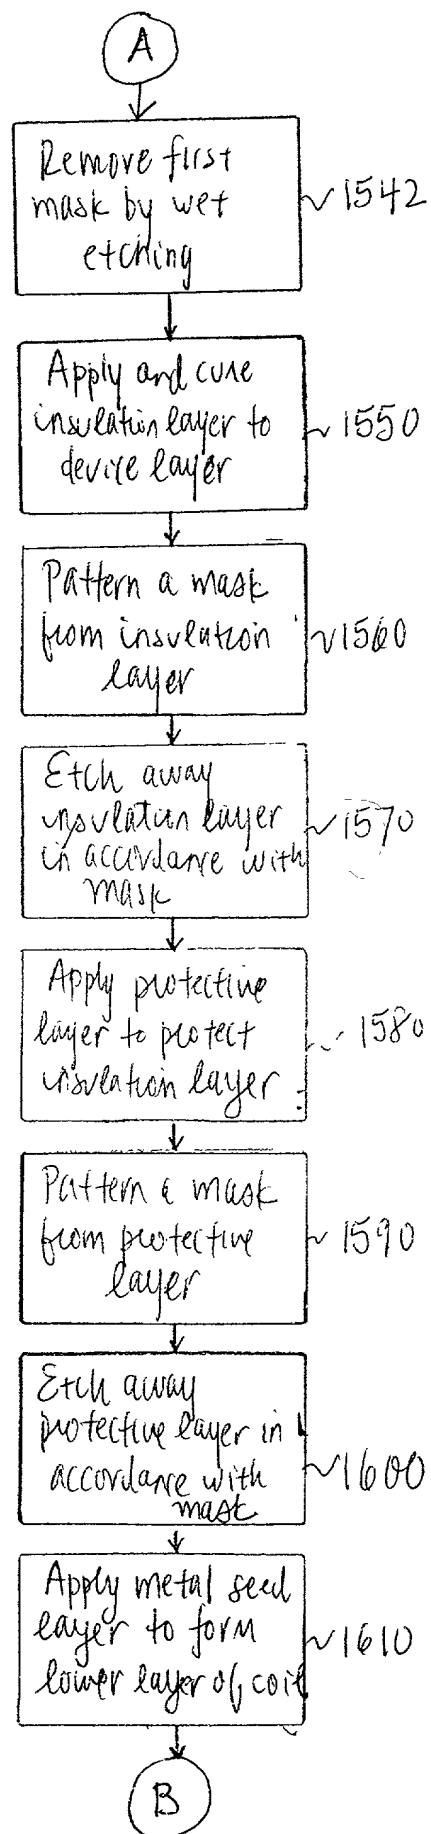 A
Remove first
mask by wet
etching
1542
Apply and cure
insulation layer to
device layer
1550
Pattern a mask
from insulation
layer
1560
Etch away
insulation layer
in accordance with
mask
1570
Apply protective
layer to protect
insulation layer
1580
Pattern a mask
from protective
layer
1590
Etch away
protective layer in
accordance with
mask
1600
Apply metal seed
layer to form
lower layer of coil
1610
B